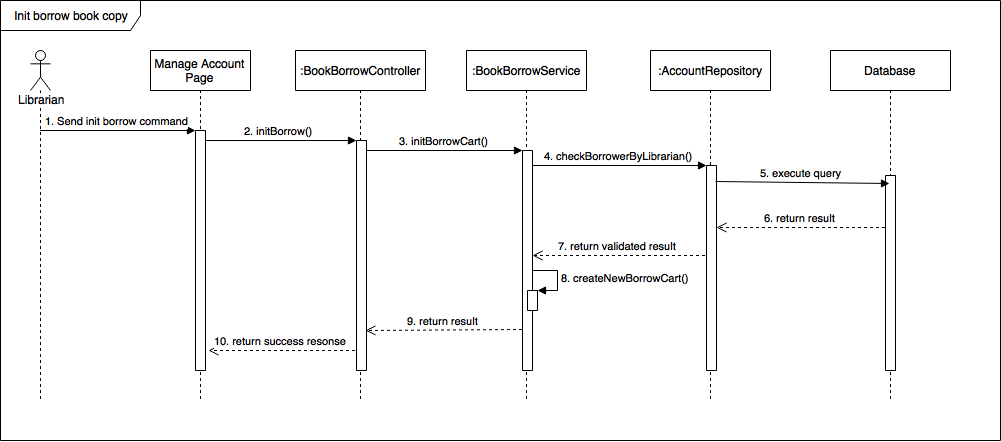 Init borrow book copy
Librarian
Manage Account
Page
:BookBorrowController
:BookBorrowService
:AccountRepository
Database
1. Send init borrow command
2. initBorrow()
3. initBorrowCart()
4. checkBorrowerByLibrarian()
5. execute query
6. return result
7. return validated result
8. createNewBorrowCart()
9. return result
10. return success resonse